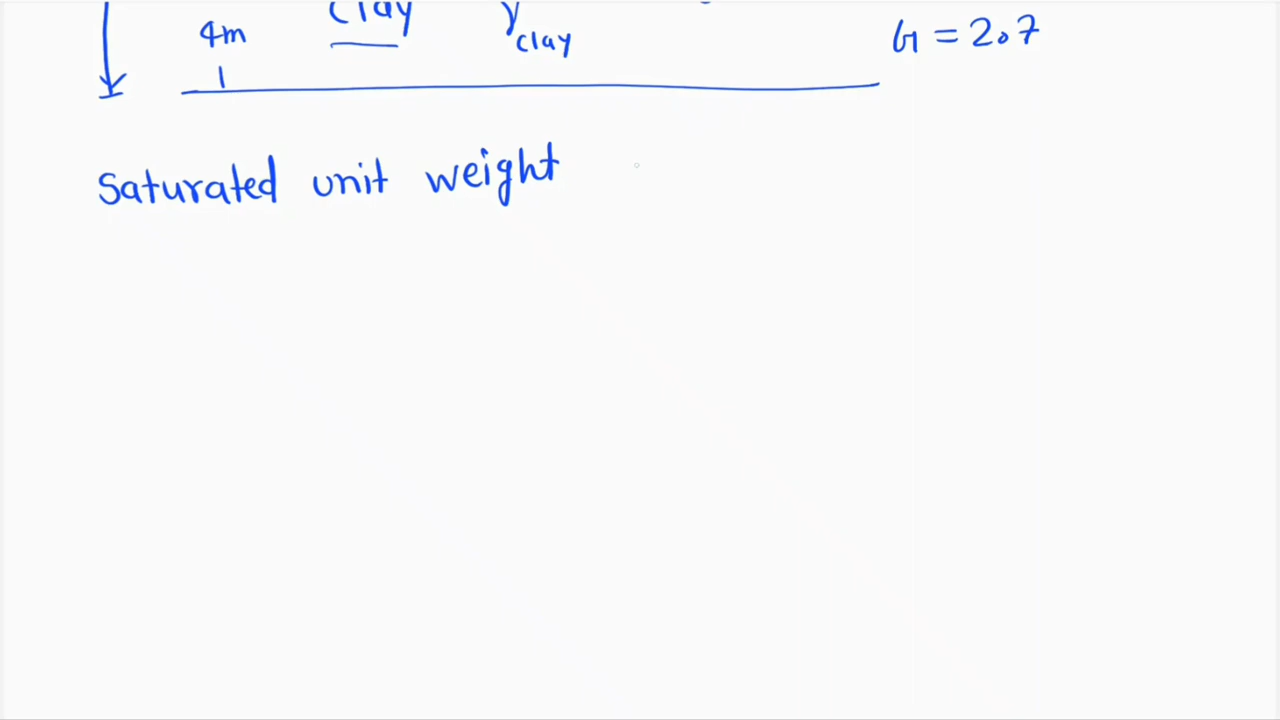 4m clay γclay G = 2.7
Saturated unit weight